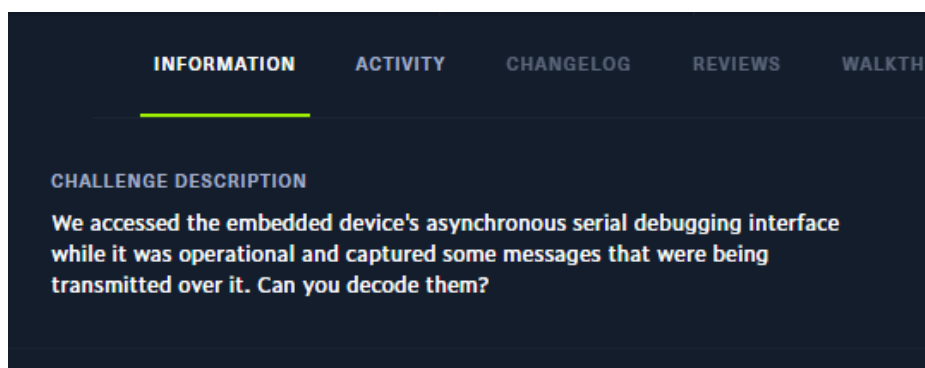 INFORMATION ACTIVITY CHANGELOG REVIEWS WALKTH
CHALLENGE DESCRIPTION
We accessed the embedded device's asynchronous serial debugging interface
while it was operational and captured some messages that were being
transmitted over it. Can you decode them?